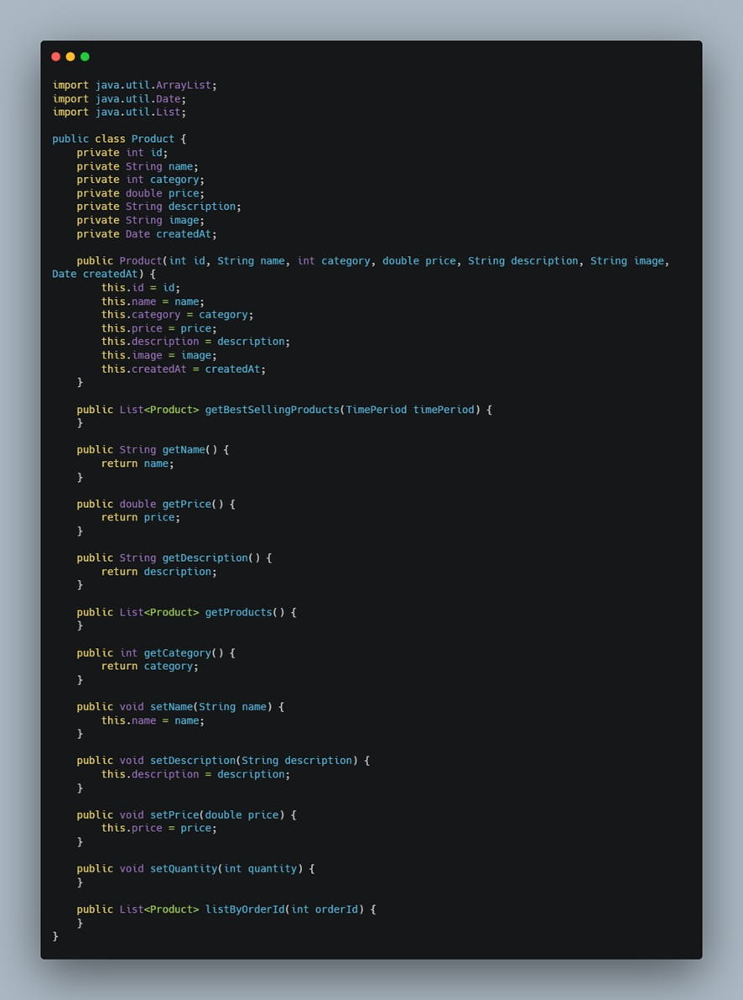 import java.util.ArrayList;
import java.util.Date;
import java.util.List;

public class Product {
    private int id;
    private String name;
    private int category;
    private double price;
    private String description;
    private String image;
    private Date createdAt;

    public Product(int id, String name, int category, double price, String description, String image,
Date createdAt) {
        this.id = id;
        this.name = name;
        this.category = category;
        this.price = price;
        this.description = description;
        this.image = image;
        this.createdAt = createdAt;
    }

    public List<Product> getBestSellingProducts(TimePeriod timePeriod) {
    }

    public String getName() {
        return name;
    }

    public double getPrice() {
        return price;
    }

    public String getDescription() {
        return description;
    }

    public List<Product> getProducts() {
    }

    public int getCategory() {
        return category;
    }

    public void setName(String name) {
        this.name = name;
    }

    public void setDescription(String description) {
        this.description = description;
    }

    public void setPrice(double price) {
        this.price = price;
    }

    public void setQuantity(int quantity) {
    }

    public List<Product> listByOrderId(int orderId) {
    }
}